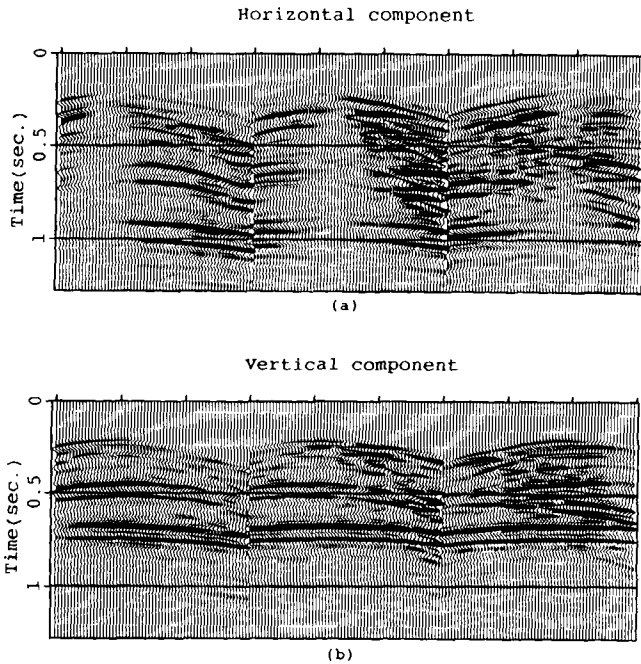 Horizontal component
0
0.5
1
Time(sec.)
(a)
Vertical component
0
0.5
1
Time(sec.)
(b)